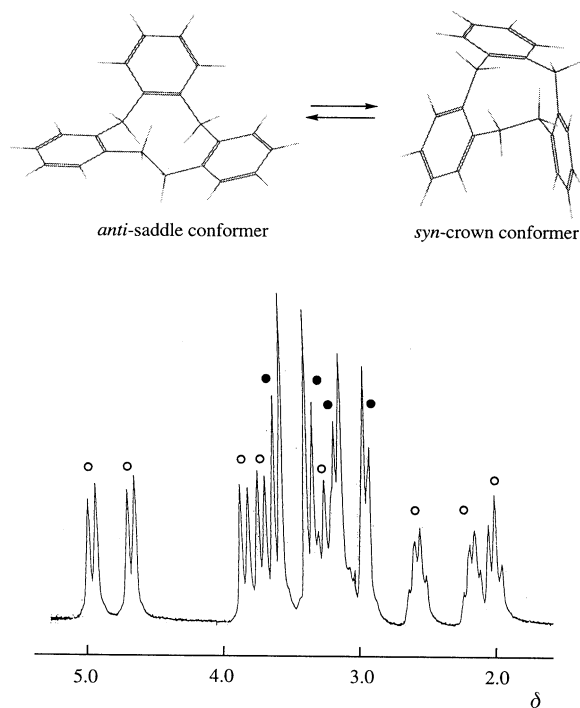 anti-saddle conformer
syn-crown conformer
5.0 4.0 3.0 2.0
δ